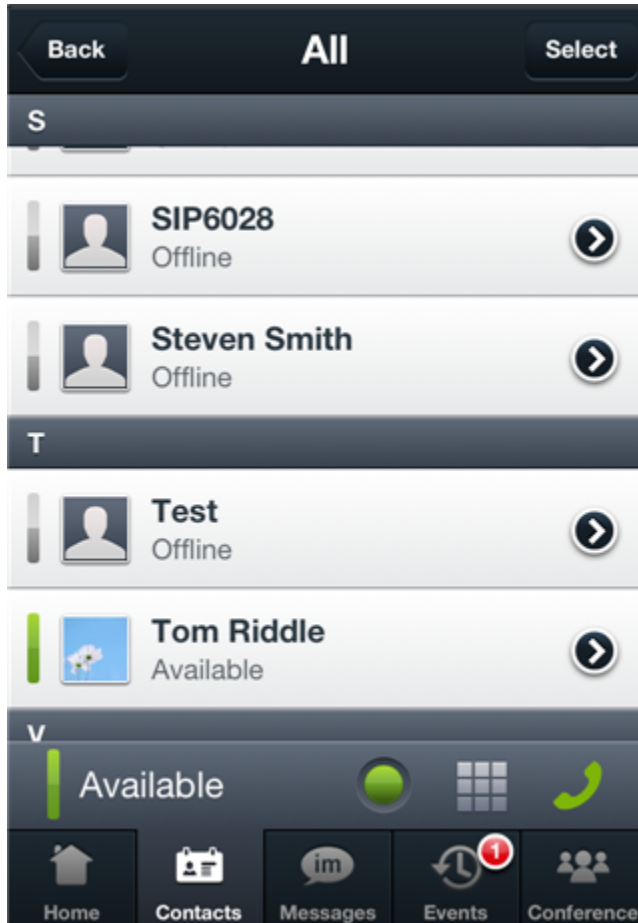 Back
All
Select
S
SIP6028
Offline
Steven Smith
Offline
T
Test
Offline
Tom Riddle
Available
V
Available
im
1
Home
Contacts
Messages
Events
Conference